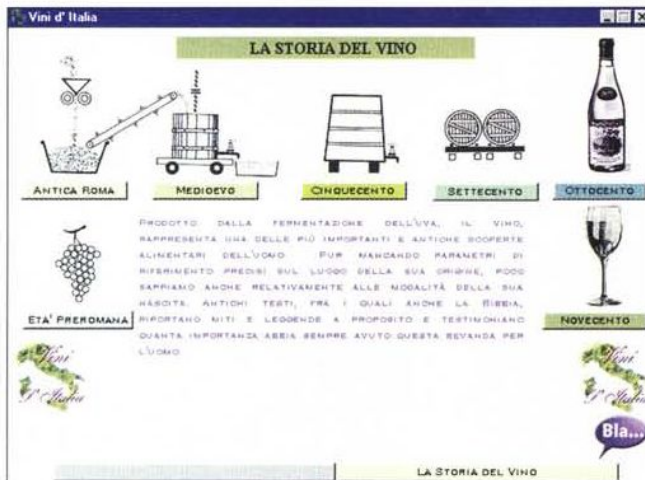 Vini d' Italia
LA STORIA DEL VINO
ANTICA ROMA
MEDIOEVO
CINQUECENTO
SETTECENTO
OTTOCENTO
PRODOTTO DALLA FERMENTAZIONE DELL'UVA, IL VINO,
RAPPRESENTA UNA DELLE PIÙ IMPORTANTI E ANTICHE SCOPERTE
ALIMENTARI DELL'UOMO PUR MANCANDO PARAMETRI DI
RIFERIMENTO PRECISI SUL LUOGO DELLA SUA ORIGINE, POCO
SAPPIAMO ANCHE RELATIVAMENTE ALLE MODALITÀ DELLA SUA
NASCITA. ANTICHI TESTI, FRA I QUALI ANCHE LA BIBBIA,
RIPORTANO MITI E LEGGENDE A PROPOSITO E TESTIMONIANO
QUANTA IMPORTANZA ABBIA SEMPRE AVUTO QUESTA BEVANDA PER
L'UOMO
ETA' PREROMANA
NOVECENTO
Vini
D'Italia
Vini
D'Italia
Bla...
LA STORIA DEL VINO